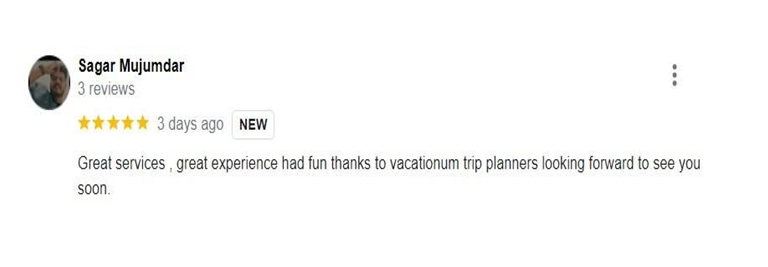 Sagar Mujumdar
3 reviews
3 days ago NEW
Great services , great experience had fun thanks to vacationum trip planners looking forward to see you
soon.